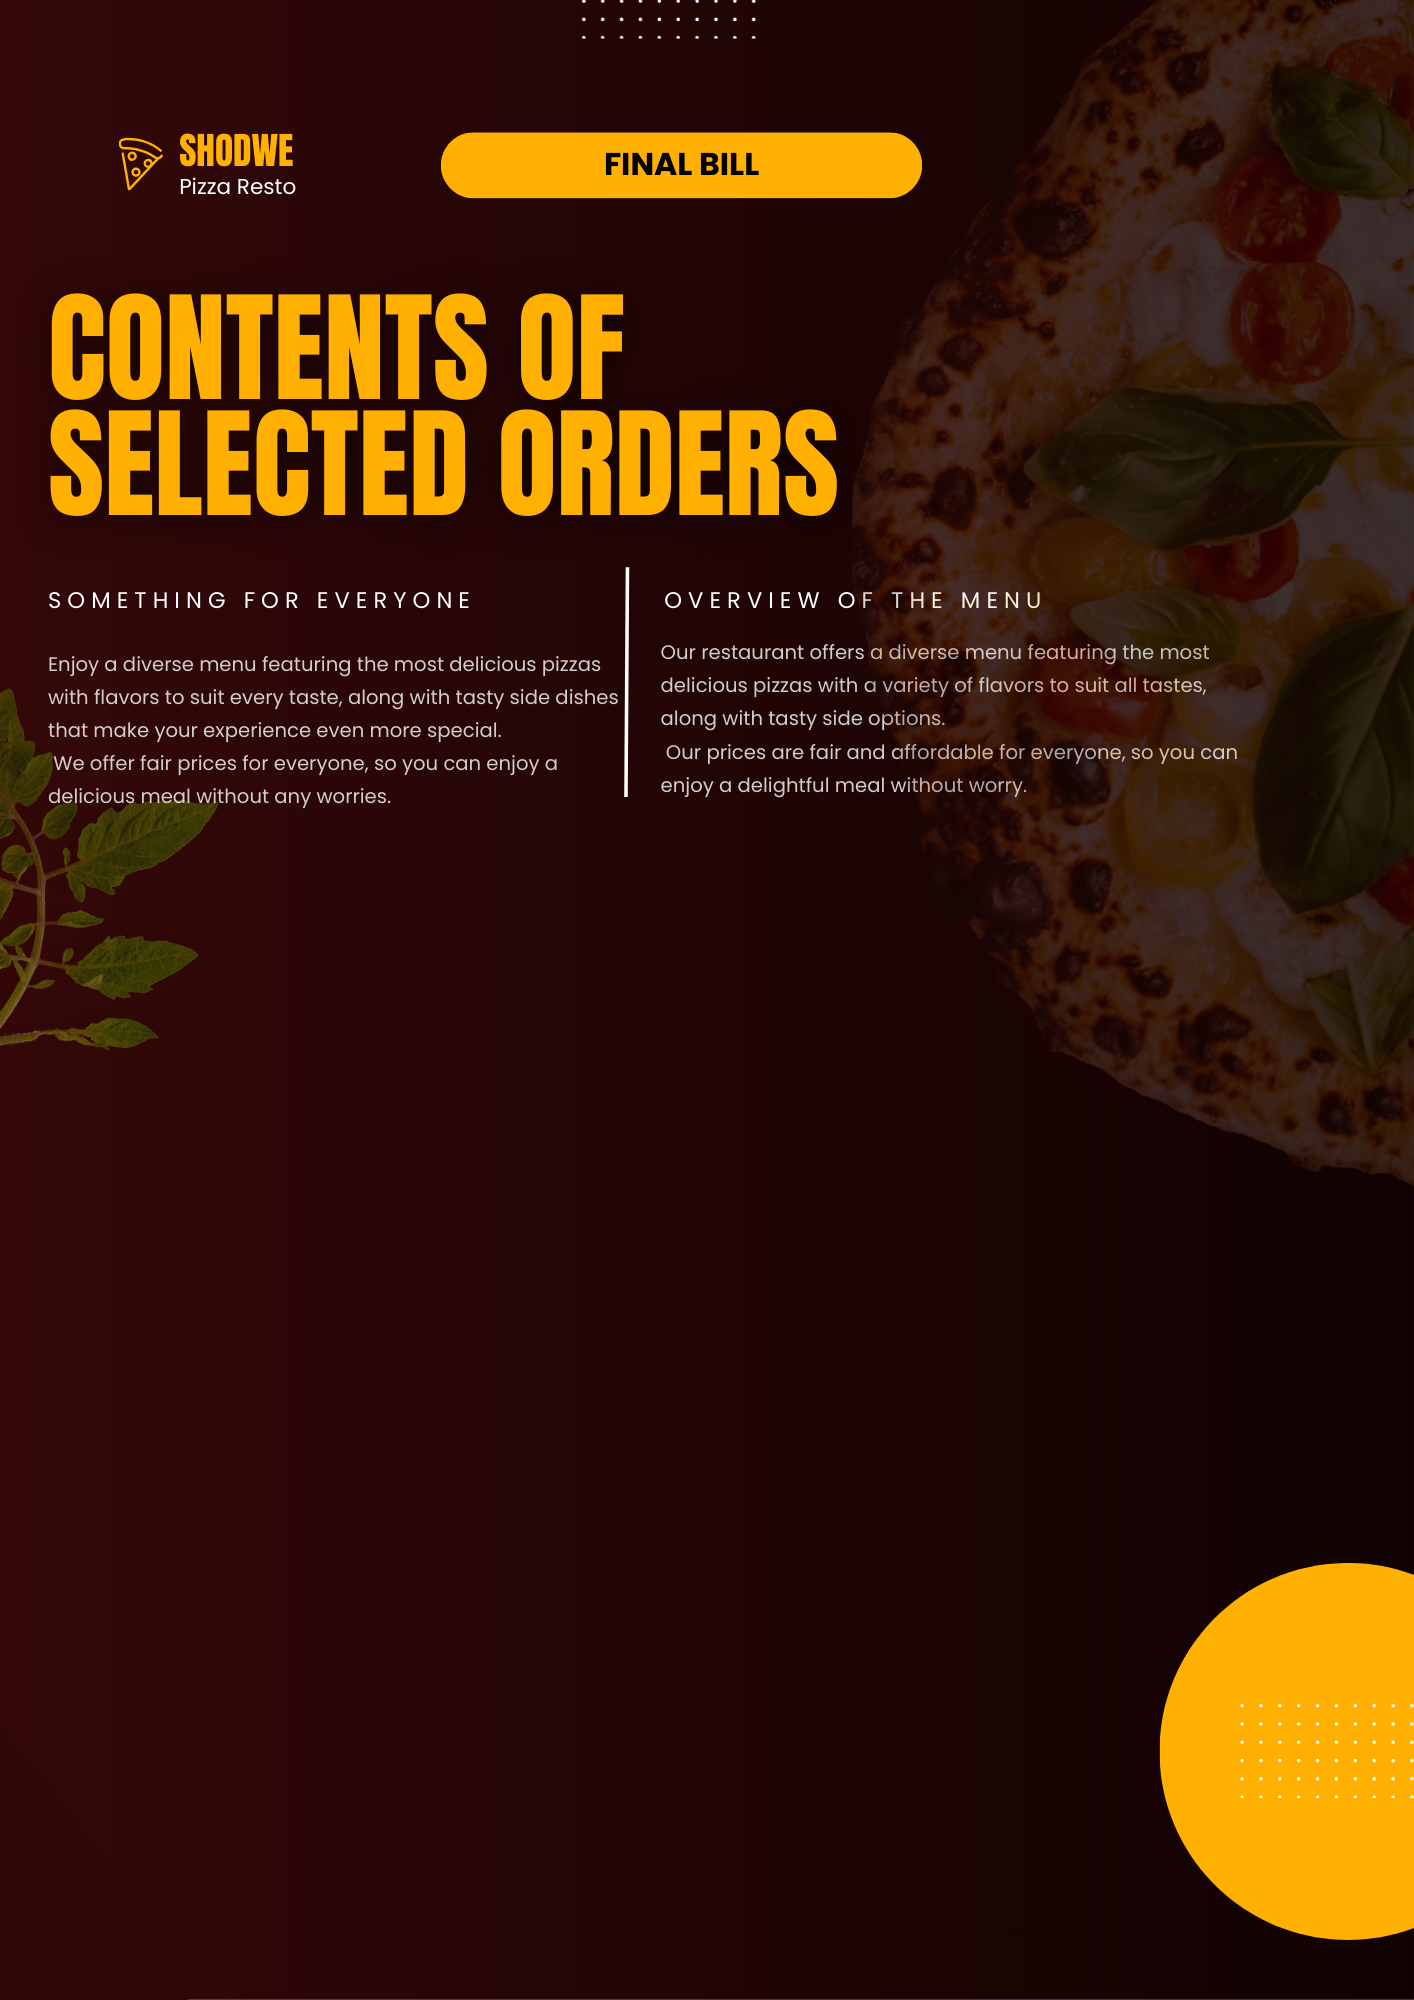 SHODWE
Pizza Resto
FINAL BILL
CONTENTS OF
SELECTED ORDERS
SOMETHING FOR EVERYONE
Enjoy a diverse menu featuring the most delicious pizzas
with flavors to suit every taste, along with tasty side dishes
that make your experience even more special.
We offer fair prices for everyone, so you can enjoy a
delicious meal without any worries.
OVERVIEW OF THE MENU
Our restaurant offers a diverse menu featuring the most
delicious pizzas with a variety of flavors to suit all tastes,
along with tasty side options.
Our prices are fair and affordable for everyone, so you can
enjoy a delightful meal without worry.